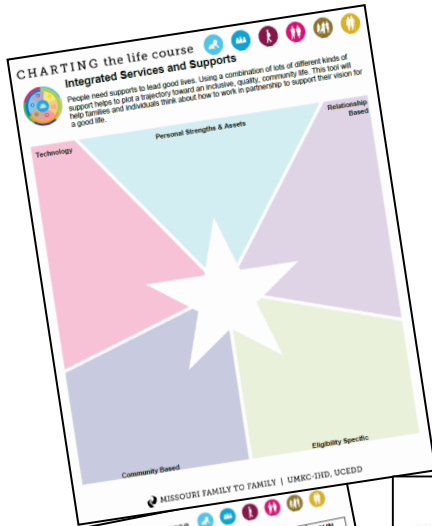 CHARTING the life course
Integrated Services and Supports
People need supports to lead good lives. Using a combination of lots of different kinds of
support helps to plot a trajectory toward an inclusive, quality, community life. This tool will
help families and individuals think about how to work in partnership to support their vision for
a good life.
Technology
Personal Strengths & Assets
Relationship
Based
Community Based
Eligibility Specific
MISSOURI FAMILY TO FAMILY | UMKC-IHD, UCEDD